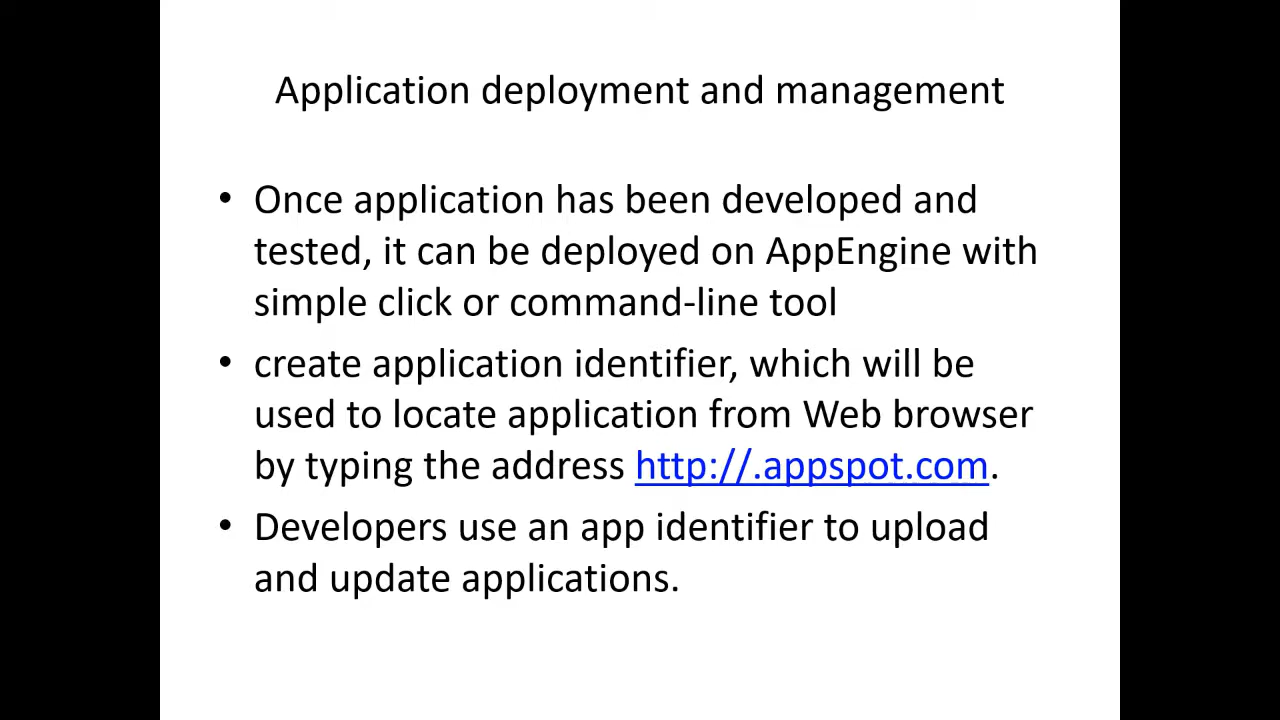 Application deployment and management
• Once application has been developed and
tested, it can be deployed on AppEngine with
simple click or command-line tool
• create application identifier, which will be
used to locate application from Web browser
by typing the address http://.appspot.com.
• Developers use an app identifier to upload
and update applications.